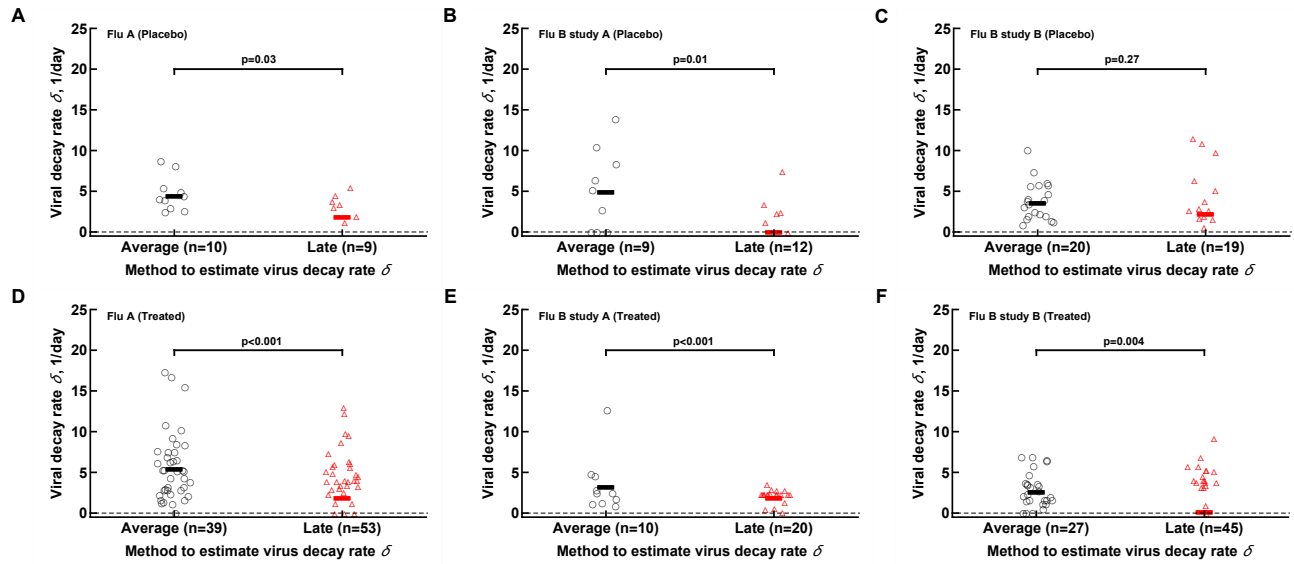 A
Flu A (Placebo)
p=0.03
Viral decay rate δ, 1/day
25
20
15
10
5
0
Average (n=10)
Late (n=9)
Method to estimate virus decay rate δ
B
Flu B study A (Placebo)
p=0.01
Viral decay rate δ, 1/day
25
20
15
10
5
0
Average (n=9)
Late (n=12)
Method to estimate virus decay rate δ
C
Flu B study B (Placebo)
p=0.27
Viral decay rate δ, 1/day
25
20
15
10
5
0
Average (n=20)
Late (n=19)
Method to estimate virus decay rate δ
D
Flu A (Treated)
p<0.001
Viral decay rate δ, 1/day
25
20
15
10
5
0
Average (n=39)
Late (n=53)
Method to estimate virus decay rate δ
E
Flu B study A (Treated)
p<0.001
Viral decay rate δ, 1/day
25
20
15
10
5
0
Average (n=10)
Late (n=20)
Method to estimate virus decay rate δ
F
Flu B study B (Treated)
p=0.004
Viral decay rate δ, 1/day
25
20
15
10
5
0
Average (n=27)
Late (n=45)
Method to estimate virus decay rate δ